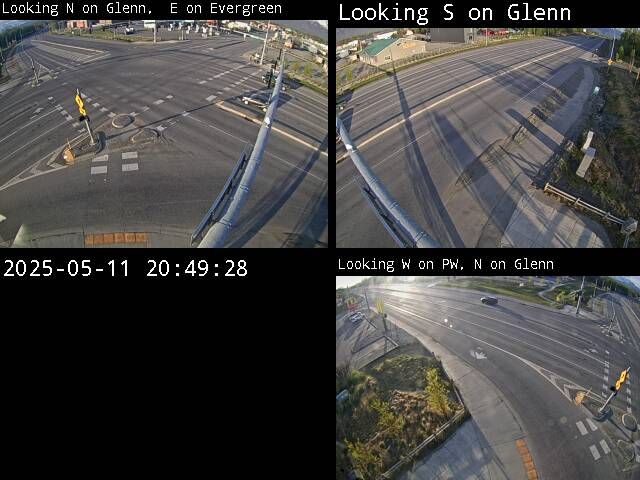 Looking N on Glenn, E on Evergreen
Looking S on Glenn
2025-05-11 20:49:28
Looking W on PW, N on Glenn